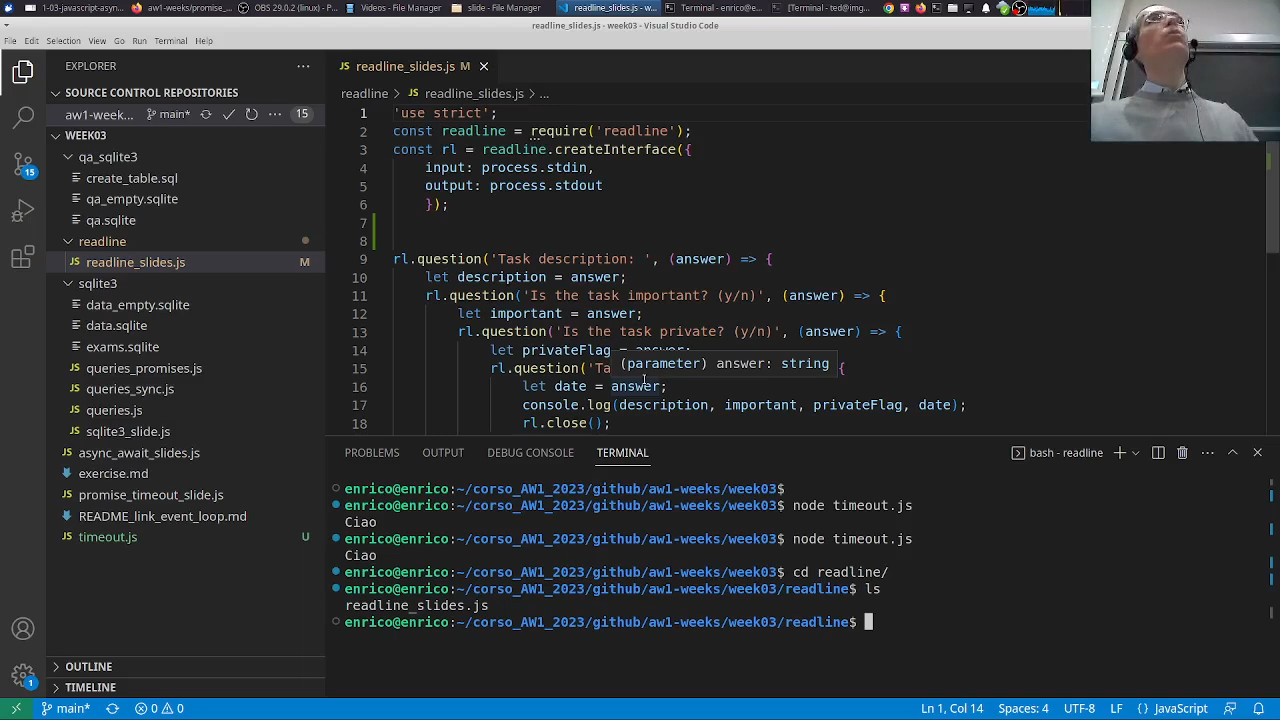 1-03-javascript-async...
aw1-weeks/promise_...
OBS 29.0.2 (linux) - P...
Videos - File Manager
slide - File Manager
readline_slides.js - w...
Terminal - enrico@e...
[Terminal - ted@img...
readline_slides.js - week03 - Visual Studio Code
File Edit Selection View Go Run Terminal Help
EXPLORER ...
readline_slides.js M
SOURCE CONTROL REPOSITORIES
readline > readline_slides.js > ...
aw1-week... main* ... 15
WEEK03
qa_sqlite3
create_table.sql
qa_empty.sqlite
qa.sqlite
readline
readline_slides.js M
sqlite3
data_empty.sqlite
data.sqlite
exams.sqlite
queries_promises.js
queries_sync.js
queries.js
sqlite3_slide.js
async_await_slides.js
exercise.md
promise_timeout_slide.js
README_link_event_loop.md
timeout.js U
OUTLINE
TIMELINE
15
1
1 'use strict';
2 const readline = require('readline');
3 const rl = readline.createInterface({
4 input: process.stdin,
5 output: process.stdout
6 });
7
8
9 rl.question('Task description: ', (answer) => {
10 let description = answer;
11 rl.question('Is the task important? (y/n)', (answer) => {
12 let important = answer;
13 rl.question('Is the task private? (y/n)', (answer) => {
14 let privateFlag = answer;
(parameter) answer: string
15 rl.question('Ta {
16 let date = answer;
17 console.log(description, important, privateFlag, date);
18 rl.close();
PROBLEMS OUTPUT DEBUG CONSOLE TERMINAL bash - readline
enrico@enrico:~/corso_AW1_2023/github/aw1-weeks/week03$
enrico@enrico:~/corso_AW1_2023/github/aw1-weeks/week03$ node timeout.js
Ciao
enrico@enrico:~/corso_AW1_2023/github/aw1-weeks/week03$ node timeout.js
Ciao
enrico@enrico:~/corso_AW1_2023/github/aw1-weeks/week03$ cd readline/
enrico@enrico:~/corso_AW1_2023/github/aw1-weeks/week03/readline$ ls
readline_slides.js
enrico@enrico:~/corso_AW1_2023/github/aw1-weeks/week03/readline$
main* 0 0 Ln 1, Col 14 Spaces: 4 UTF-8 LF {} JavaScript